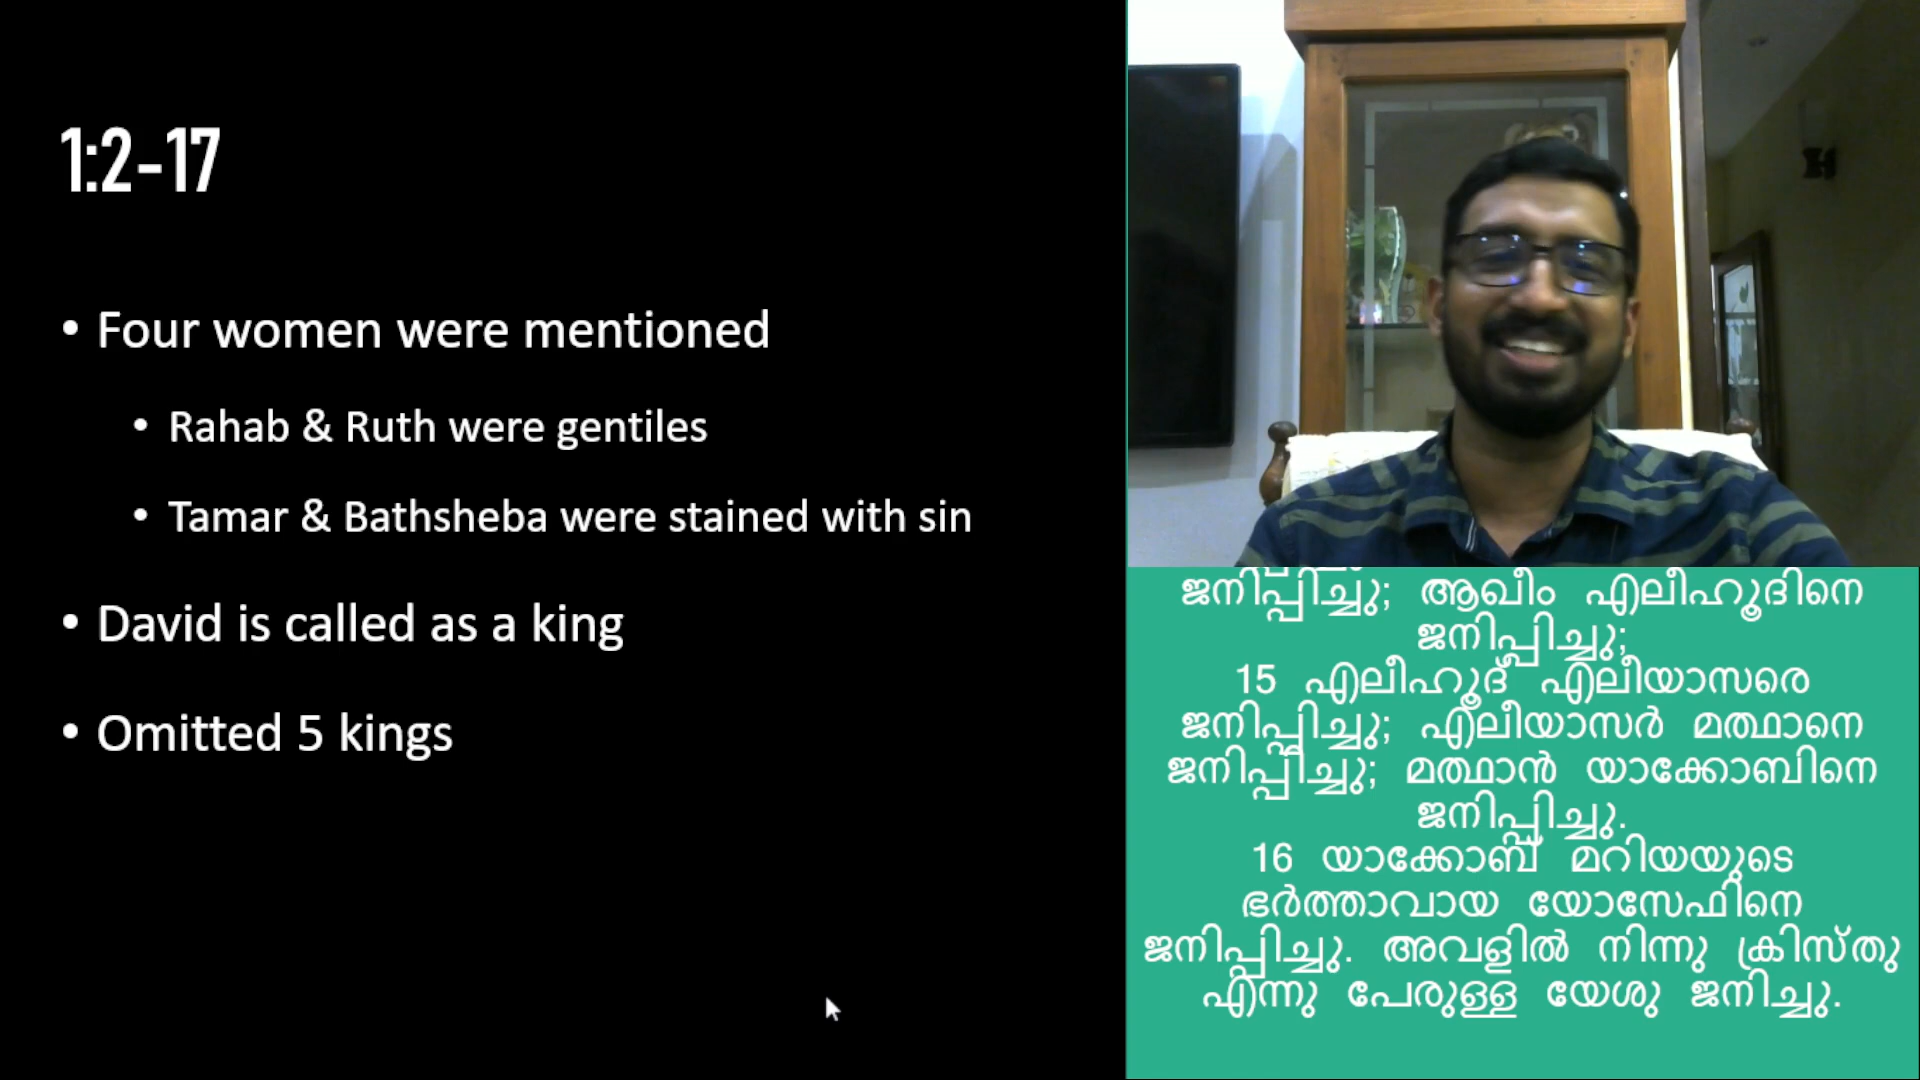 1:2-17
• Four women were mentioned
• Rahab & Ruth were gentiles
• Tamar & Bathsheba were stained with sin
• David is called as a king
• Omitted 5 kings
ജനിപ്പിച്ചു; ആഖീം എലീഹൂദിനെ
ജനിപ്പിച്ചു;
15 എലീഹൂദ് എലീയാസരെ
ജനിപ്പിച്ചു; എലീയാസർ മത്ഥാനെ
ജനിപ്പിച്ചു; മത്ഥാൻ യാക്കോബിനെ
ജനിപ്പിച്ചു.
16 യാക്കോബ് മറിയയുടെ
ഭർത്താവായ യോസേഫിനെ
ജനിപ്പിച്ചു. അവളിൽ നിന്നു ക്രിസ്തു
എന്നു പേരുള്ള യേശു ജനിച്ചു.